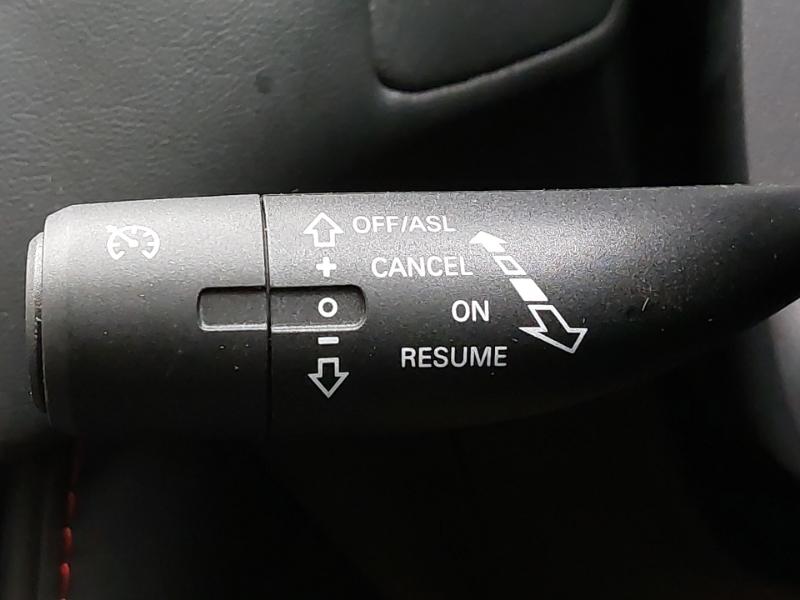 OFF/ASL
+ CANCEL
O ON
-
RESUME